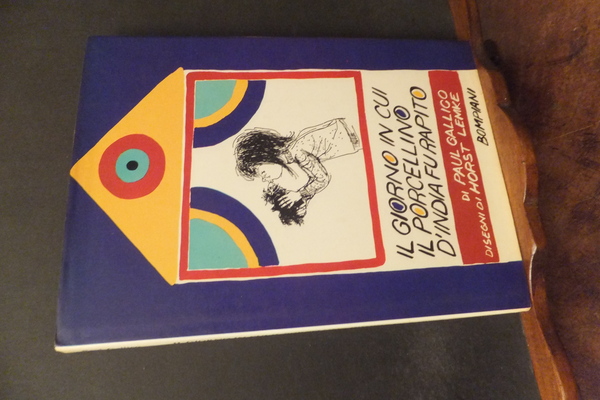 IL GIORNO IN CUI
IL PORCELLINO
D'INDIA FU RAPITO
DI PAUL GALLICO
DISEGNI DI HORST LEMKE
BOMPIANI